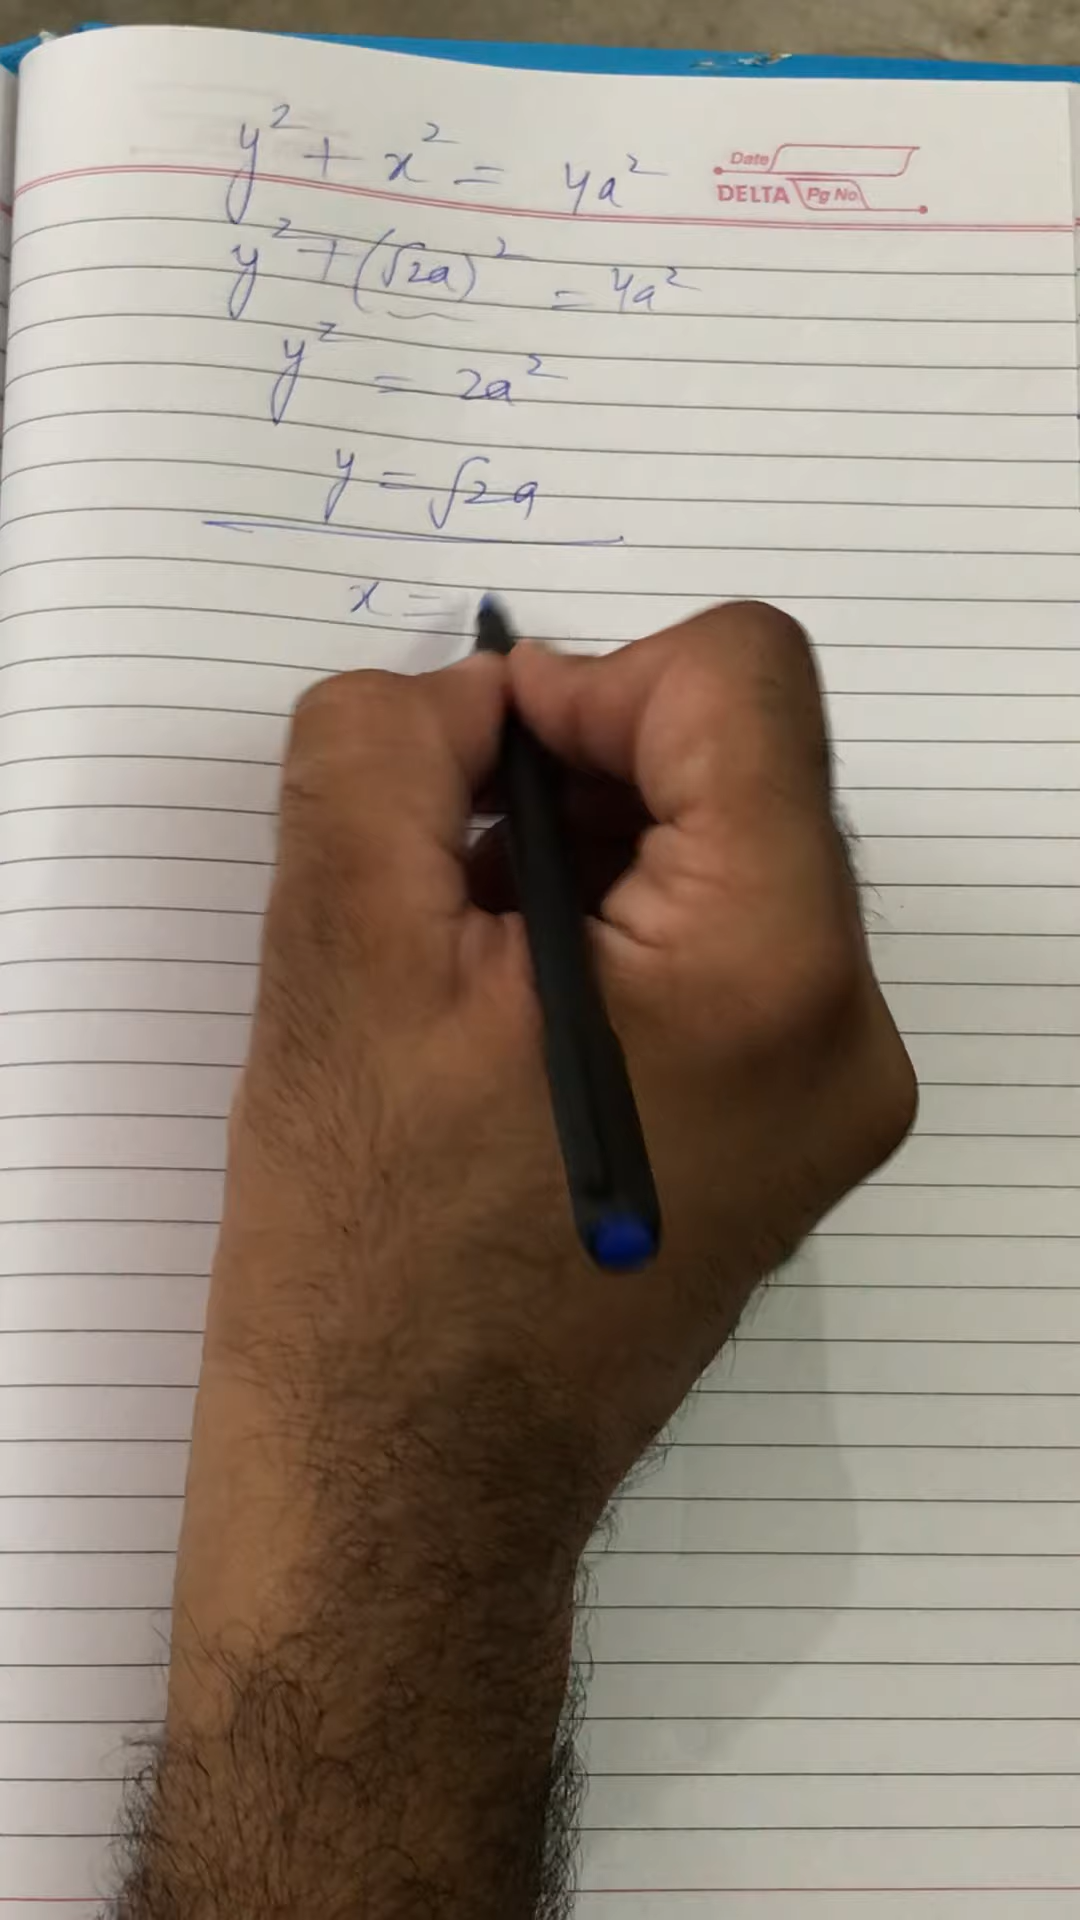 y² + x² = 4a²
Date
DELTA Pg No.
y² + (√2a)² = 4a²
y² = 2a²
y = √2a
x =